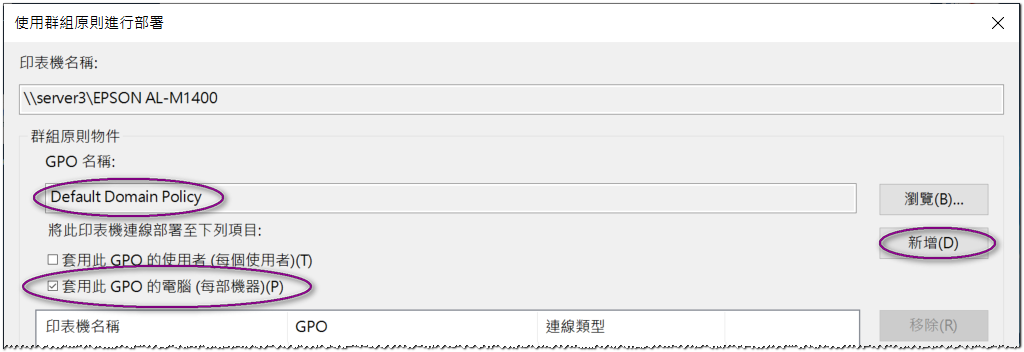 使用群組原則進行部署
印表機名稱:
\\server3\EPSON AL-M1400
群組原則物件
GPO 名稱:
Default Domain Policy
瀏覽(B)...
將此印表機連線部署至下列項目:
新增(D)
套用此 GPO 的使用者 (每個使用者)(T)
套用此 GPO 的電腦 (每部機器)(P)
印表機名稱 GPO 連線類型
移除(R)